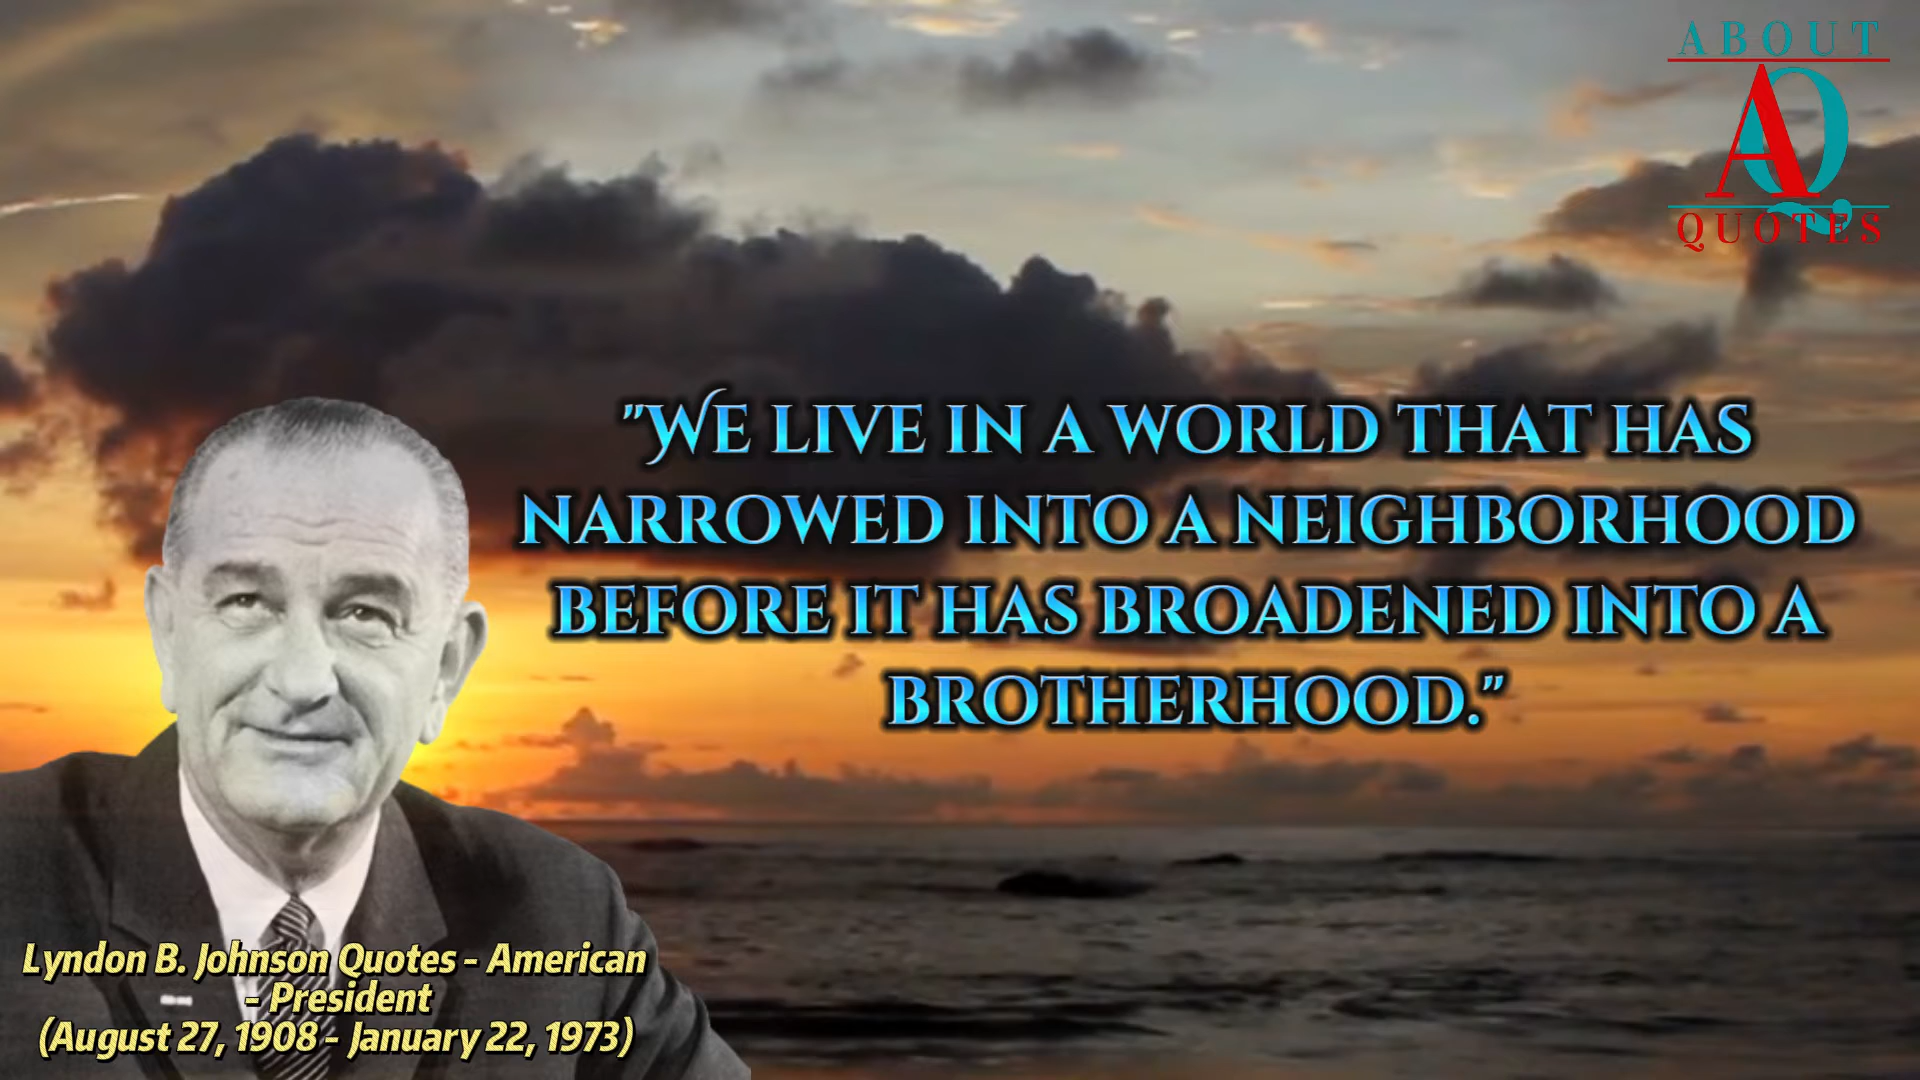 ABOUT
AQ
QUOTES
"We live in a world that has
narrowed into a neighborhood
before it has broadened into a
brotherhood."
Lyndon B. Johnson Quotes - American
- President
(August 27, 1908 - January 22, 1973)